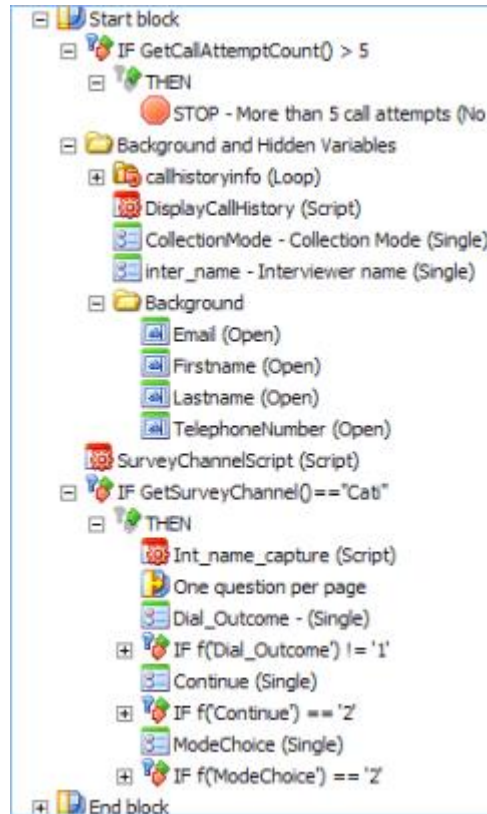 Start block
IF GetCallAttemptCount() > 5
THEN
STOP - More than 5 call attempts (No
Background and Hidden Variables
callhistoryinfo (Loop)
DisplayCallHistory (Script)
CollectionMode - Collection Mode (Single)
inter_name - Interviewer name (Single)
Background
Email (Open)
Firstname (Open)
Lastname (Open)
TelephoneNumber (Open)
SurveyChannelScript (Script)
IF GetSurveyChannel()=="Cati"
THEN
Int_name_capture (Script)
One question per page
Dial_Outcome - (Single)
IF f('Dial_Outcome') != '1'
Continue (Single)
IF f('Continue') == '2'
ModeChoice (Single)
IF f('ModeChoice') == '2'
End block